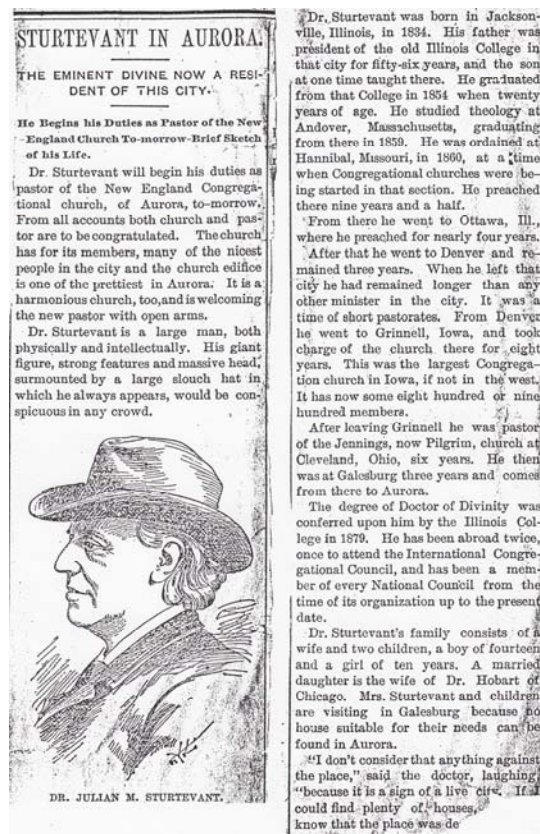 STURTEVANT IN AURORA.
THE EMINENT DIVINE NOW A RESI-
DENT OF THIS CITY.
He Begins his Duties as Pastor of the New
England Church To-morrow-Brief Sketch
of his Life.
Dr. Sturtevant will begin his duties as
pastor of the New England Congrega-
tional church, of Aurora, to-morrow.
From all accounts both church and pas-
tor are to be congratulated. The church
has for its members, many of the nicest
people in the city and the church edifice
is one of the prettiest in Aurora. It is a
harmonious church, too, and is welcoming
the new pastor with open arms.
Dr. Sturtevant is a large man, both
physically and intellectually. His giant
figure, strong features and massive head,
surmounted by a large slouch hat in
which he always appears, would be con-
spicuous in any crowd.
DR. JULIAN M. STURTEVANT.
Dr. Sturtevant was born in Jackson-
ville, Illinois, in 1834. His father was
president of the old Illinois College in
that city for fifty-six years, and the son
at one time taught there. He graduated
from that College in 1854 when twenty
years of age. He studied theology at
Andover, Massachusetts, graduating
from there in 1859. He was ordained at
Hannibal, Missouri, in 1860, at a time
when Congregational churches were be-
ing started in that section. He preached
there nine years and a half.
From there he went to Ottawa, Ill.,
where he preached for nearly four years.
After that he went to Denver and re-
mained three years. When he left that
city he had remained longer than any
other minister in the city. It was a
time of short pastorates. From Denver
he went to Grinnell, Iowa, and took
charge of the church there for eight
years. This was the largest Congrega-
tion church in Iowa, if not in the west.
It has now some eight hundred or nine
hundred members.
After leaving Grinnell he was pastor
of the Jennings, now Pilgrim, church at
Cleveland, Ohio, six years. He then
was at Galesburg three years and comes
from there to Aurora.
The degree of Doctor of Divinity was
conferred upon him by the Illinois Col-
lege in 1879. He has been abroad twice,
once to attend the International Congre-
gational Council, and has been a mem-
ber of every National Council from the
time of its organization up to the present
date.
Dr. Sturtevant's family consists of a
wife and two children, a boy of fourteen
and a girl of ten years. A married
daughter is the wife of Dr. Hobart of
Chicago. Mrs. Sturtevant and children
are visiting in Galesburg because no
house suitable for their needs can be
found in Aurora.
"I don't consider that anything against
the place," said the doctor, laughing,
"because it is a sign of a live city. If I
could find plenty of houses,
know that the place was de